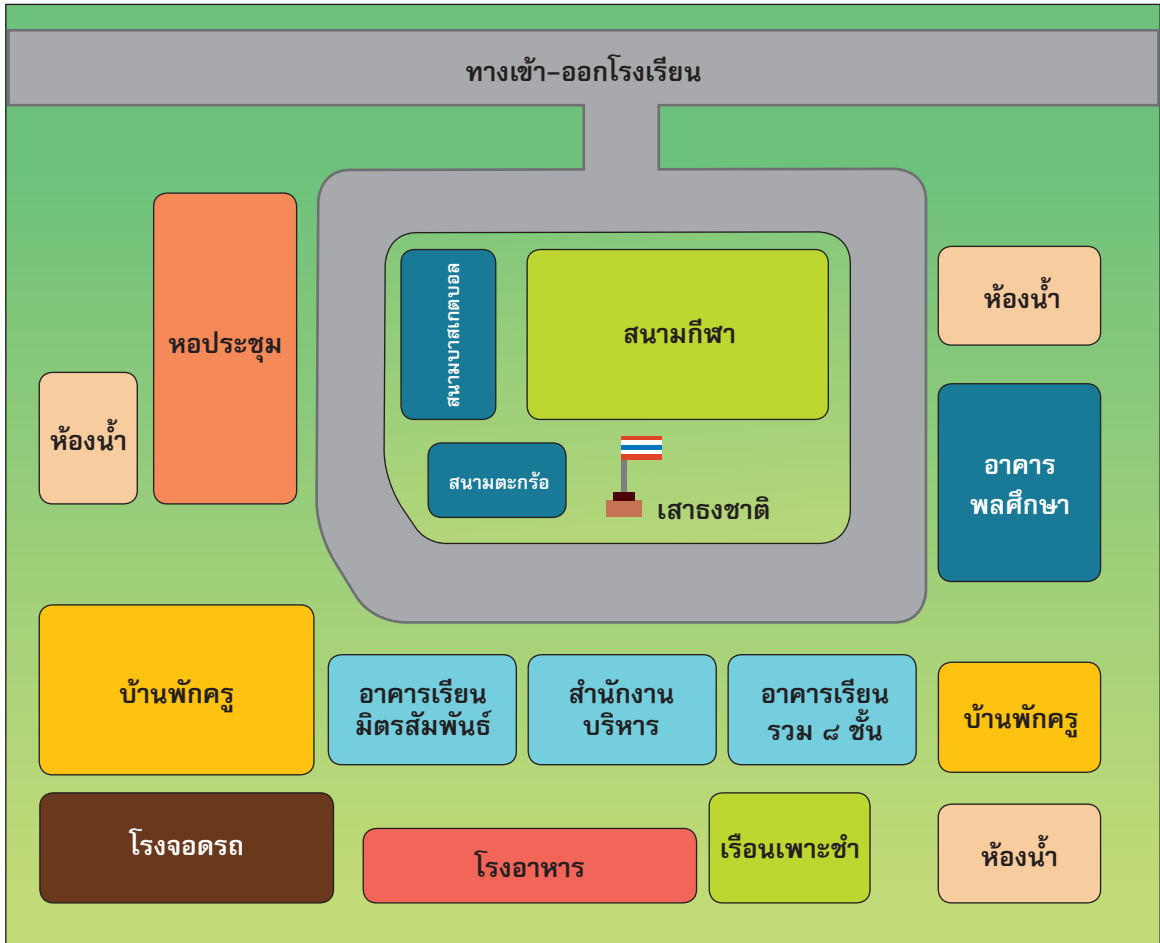 ทางเข้า-ออกโรงเรียน
หอประชุม
สนามบาสเกตบอล
สนามกีฬา
ห้องน้ำ
ห้องน้ำ
สนามตะกร้อ
เสาธงชาติ
อาคาร
พลศึกษา
บ้านพักครู
อาคารเรียน
มิตรสัมพันธ์
สำนักงาน
บริหาร
อาคารเรียน
รวม ๘ ชั้น
บ้านพักครู
โรงจอดรถ
โรงอาหาร
เรือนเพาะชำ
ห้องน้ำ